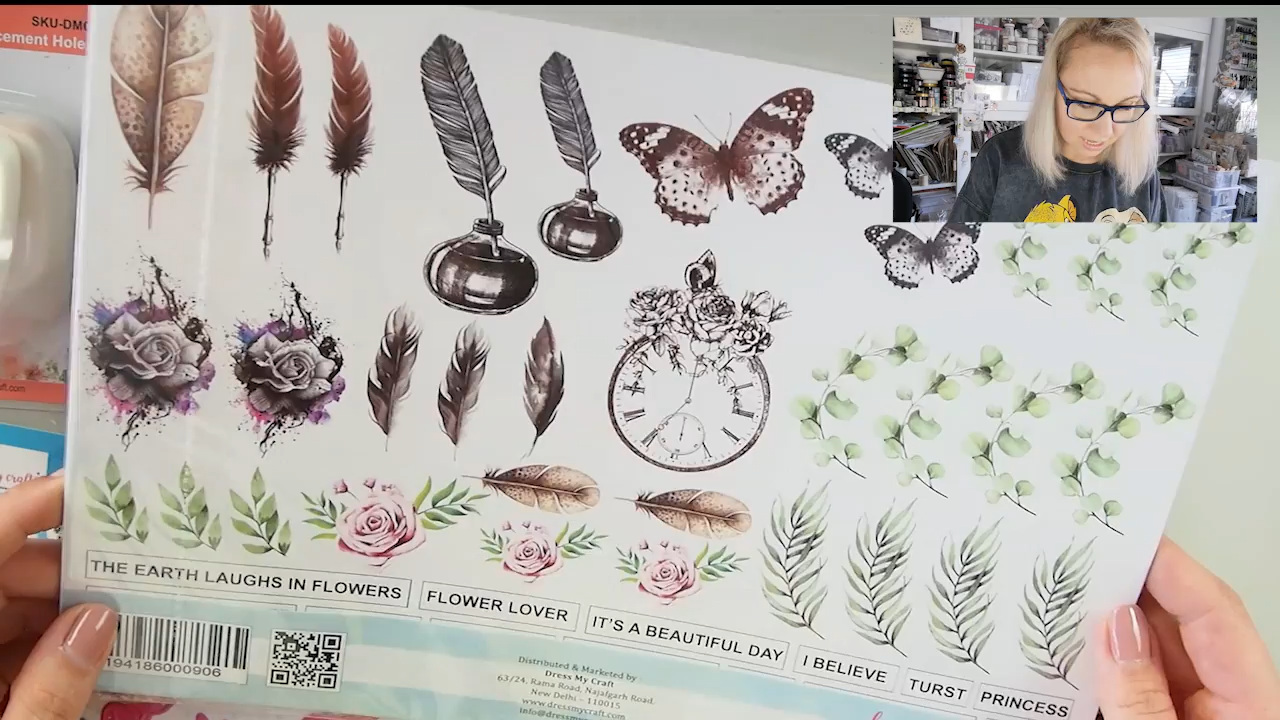 SKU-DMC
cement Hole
THE EARTH LAUGHS IN FLOWERS
FLOWER LOVER
IT'S A BEAUTIFUL DAY
I BELIEVE
TURST
PRINCESS
194186000906
Distributed & Marketed by
Dress My Craft
63/24, Rama Road, Najafgarh Road.
New Delhi - 110015
www.dressmycraft.com
info@dressmycraft